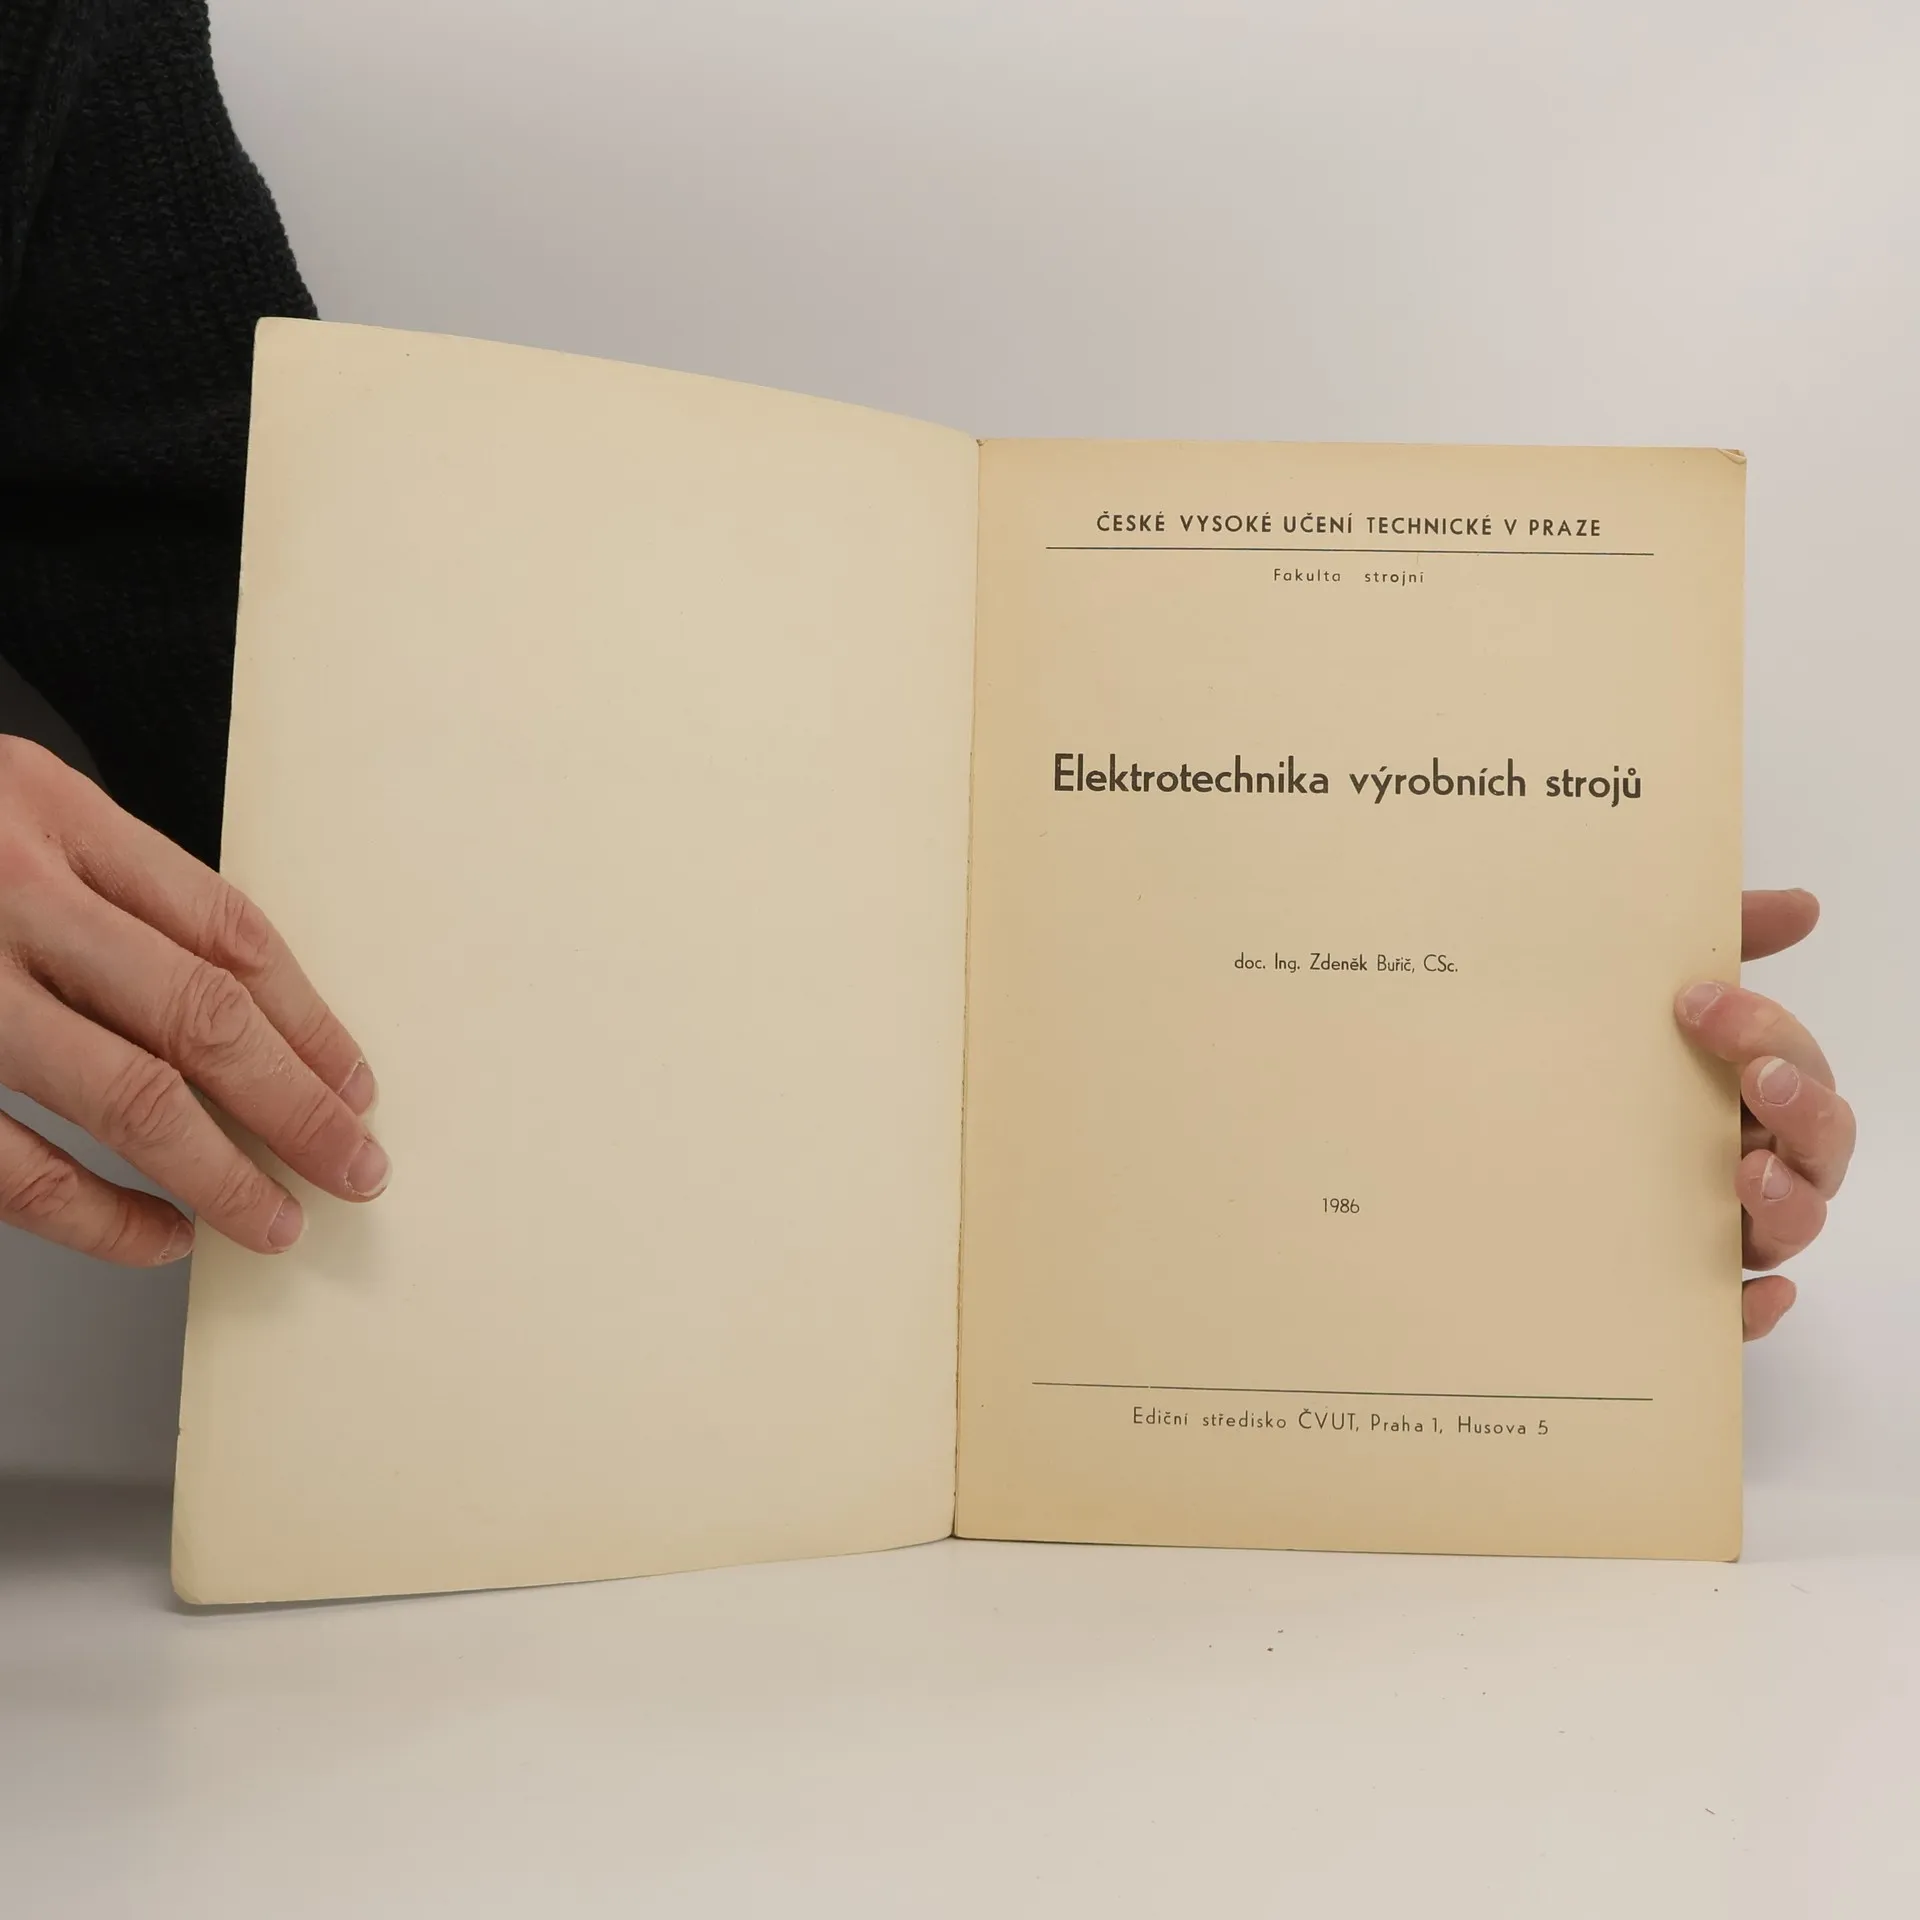 ČESKÉ VYSOKÉ UČENÍ TECHNICKÉ V PRAZE
Fakulta strojní
Elektrotechnika výrobních strojů
doc. Ing. Zdeněk Buřič, CSc.
1986
Ediční středisko ČVUT, Praha 1, Husova 5